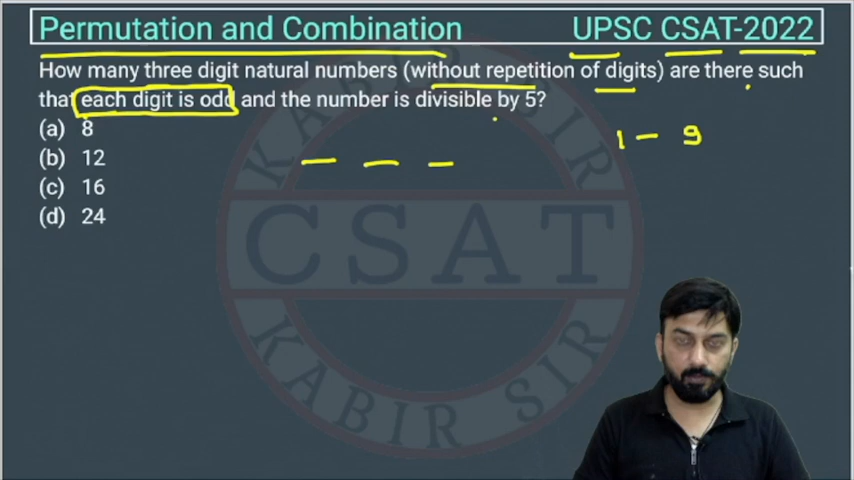 Permutation and Combination UPSC CSAT-2022
How many three digit natural numbers (without repetition of digits) are there such
that each digit is odd and the number is divisible by 5?
(a) 8
(b) 12
(c) 16
(d) 24
1 - 9
KABIR SIR
CSAT
KABIR SIR